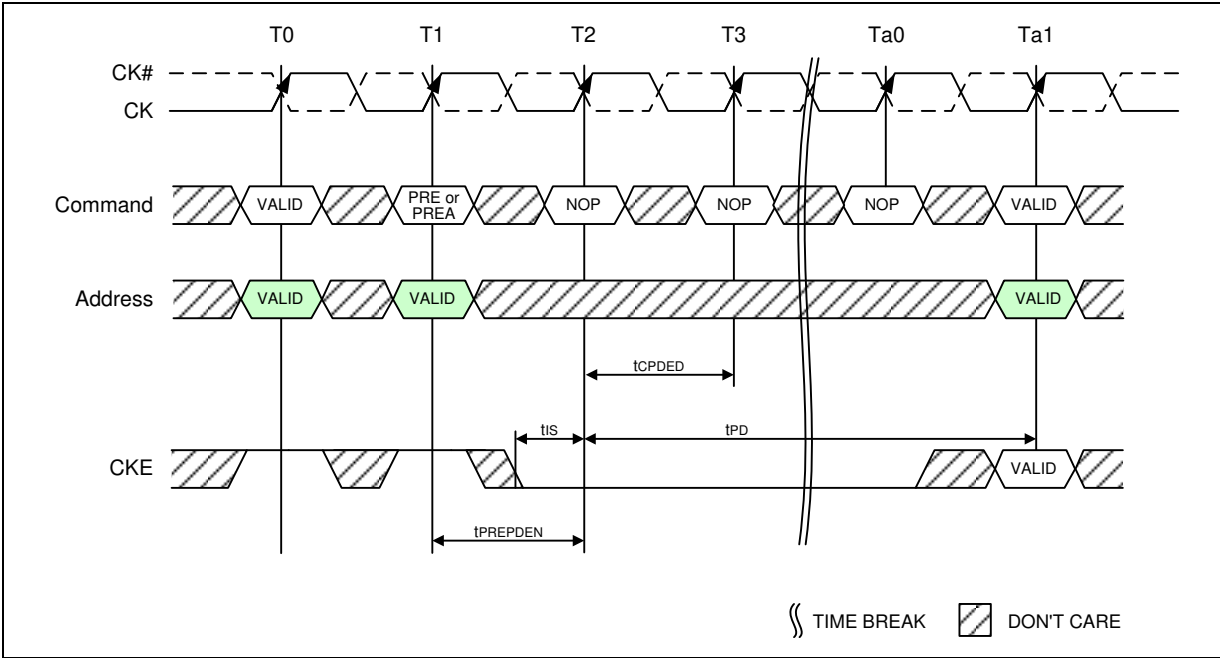 T0 T1 T2 T3 Ta0 Ta1
CK#
CK
Command VALID PRE or PREA NOP NOP NOP VALID
Address VALID VALID VALID
tCPDED
tIS tPD
CKE VALID
tPREPDEN
TIME BREAK DON'T CARE